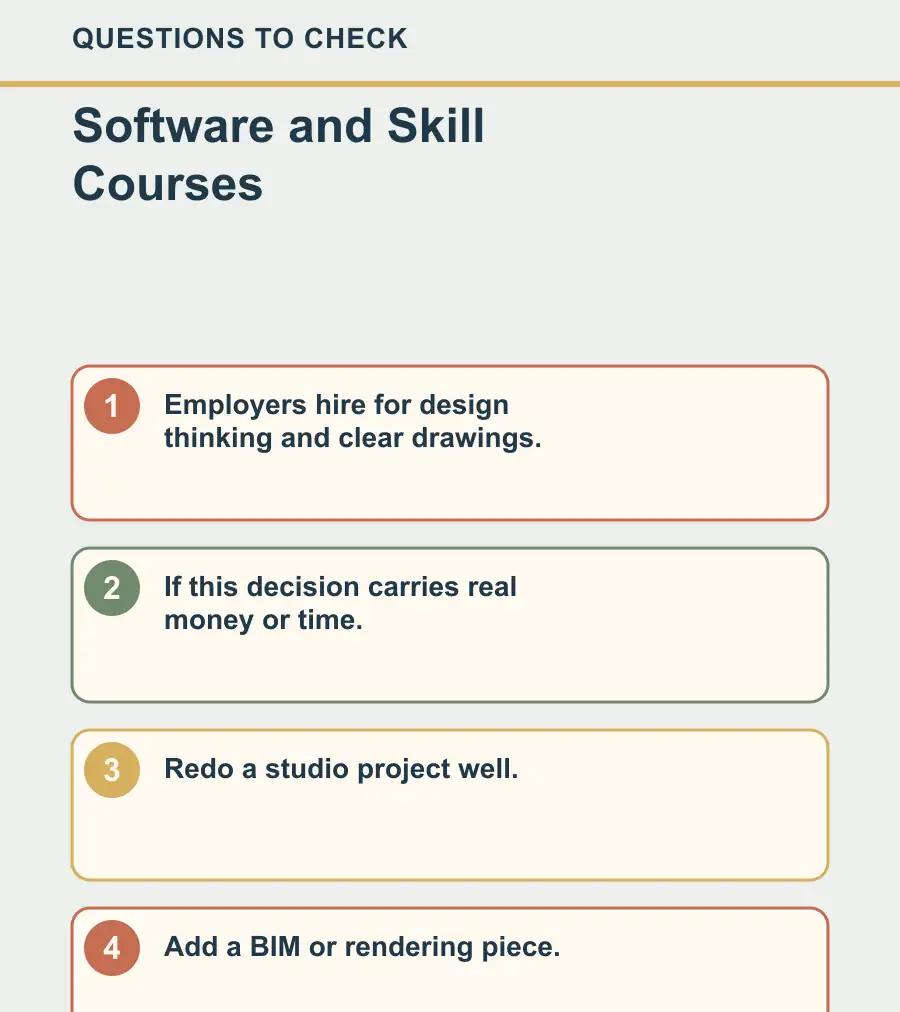 QUESTIONS TO CHECK
Software and Skill
Courses
1
Employers hire for design
thinking and clear drawings.
2
If this decision carries real
money or time.
3
Redo a studio project well.
4
Add a BIM or rendering piece.